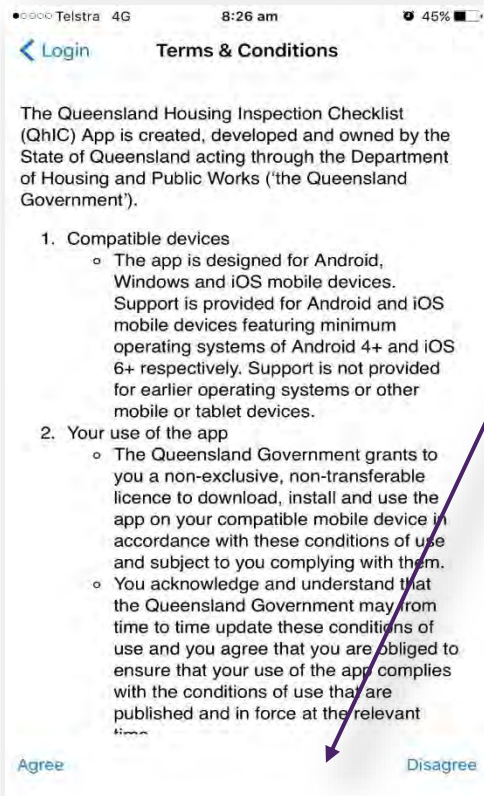 Telstra 4G 8:26 am 45%
Login Terms & Conditions
The Queensland Housing Inspection Checklist
(QhIC) App is created, developed and owned by the
State of Queensland acting through the Department
of Housing and Public Works (‘the Queensland
Government’).
1. Compatible devices
The app is designed for Android,
Windows and iOS mobile devices.
Support is provided for Android and iOS
mobile devices featuring minimum
operating systems of Android 4+ and iOS
6+ respectively. Support is not provided
for earlier operating systems or other
mobile or tablet devices.
2. Your use of the app
The Queensland Government grants to
you a non-exclusive, non-transferable
licence to download, install and use the
app on your compatible mobile device in
accordance with these conditions of use
and subject to you complying with them.
You acknowledge and understand that
the Queensland Government may from
time to time update these conditions of
use and you agree that you are obliged to
ensure that your use of the app complies
with the conditions of use that are
published and in force at the relevant
time
Agree Disagree